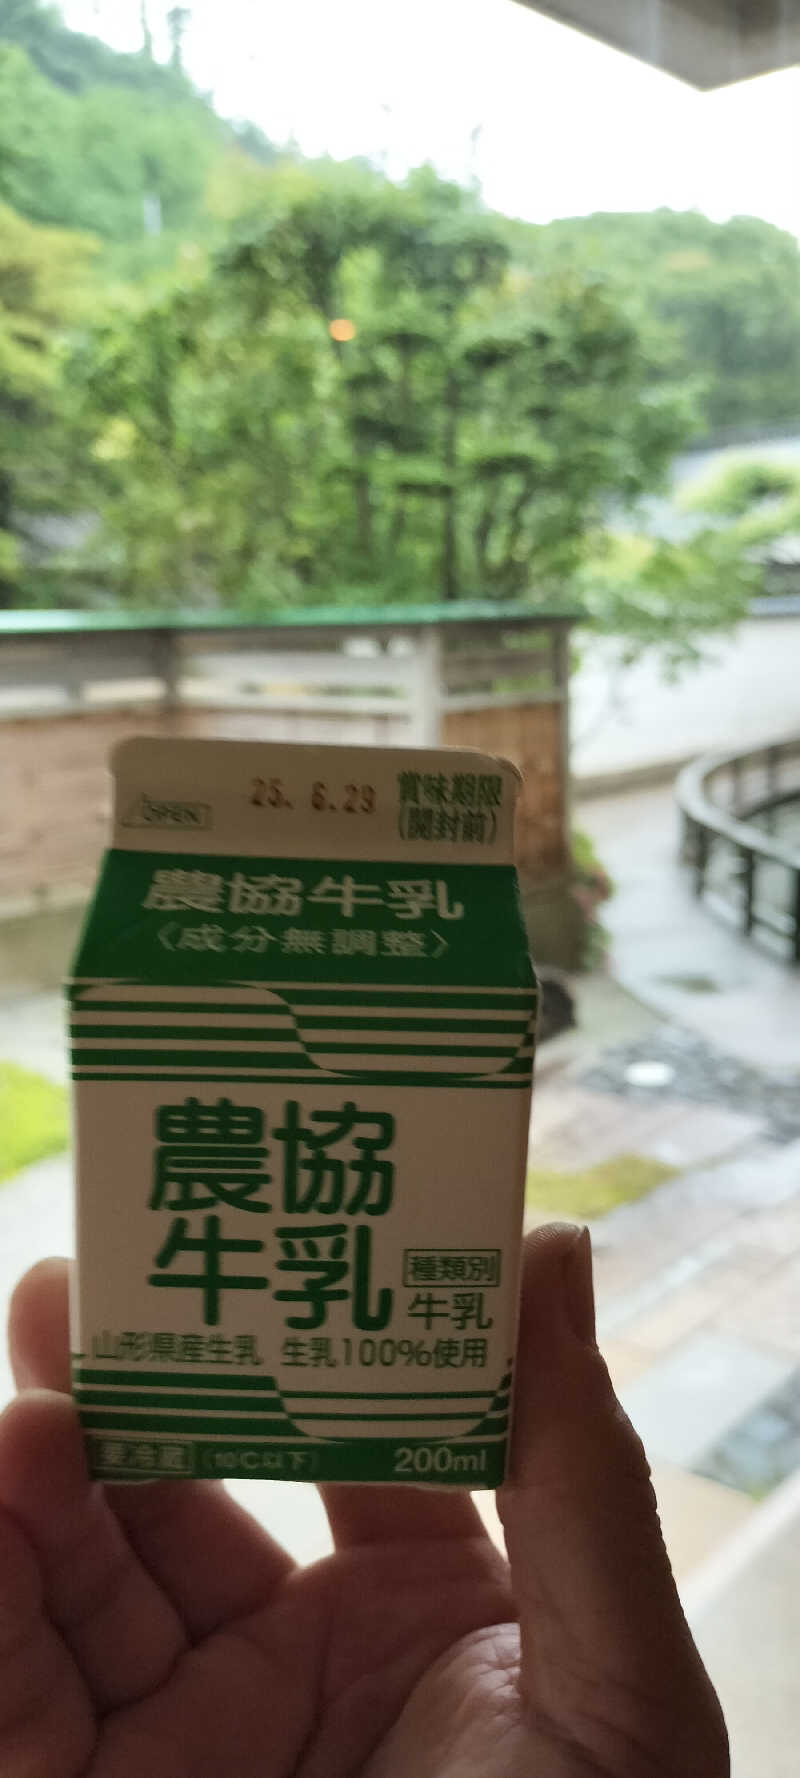 OPEN 25. 6.29 賞味期限
(開封前)
農協牛乳
〈成分無調整〉
農協
牛乳
種類別
牛乳
山形県産生乳 生乳100%使用
要冷蔵 (10℃以下) 200ml